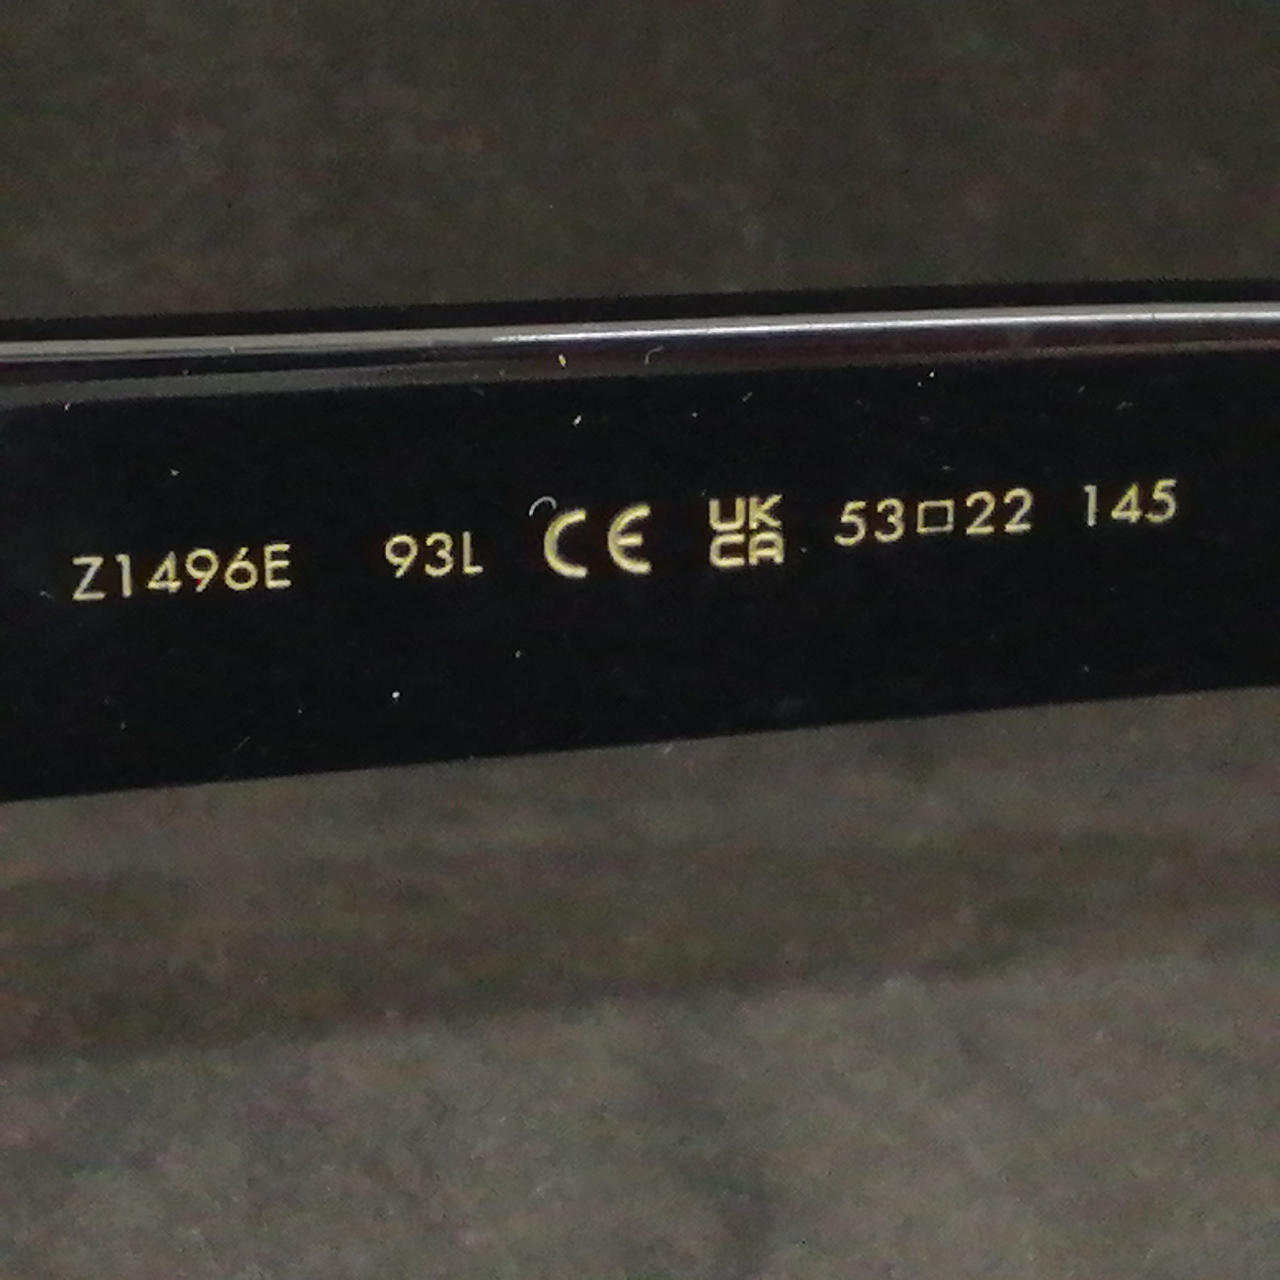 Z1496E 93L CE UK CA 53□22 145